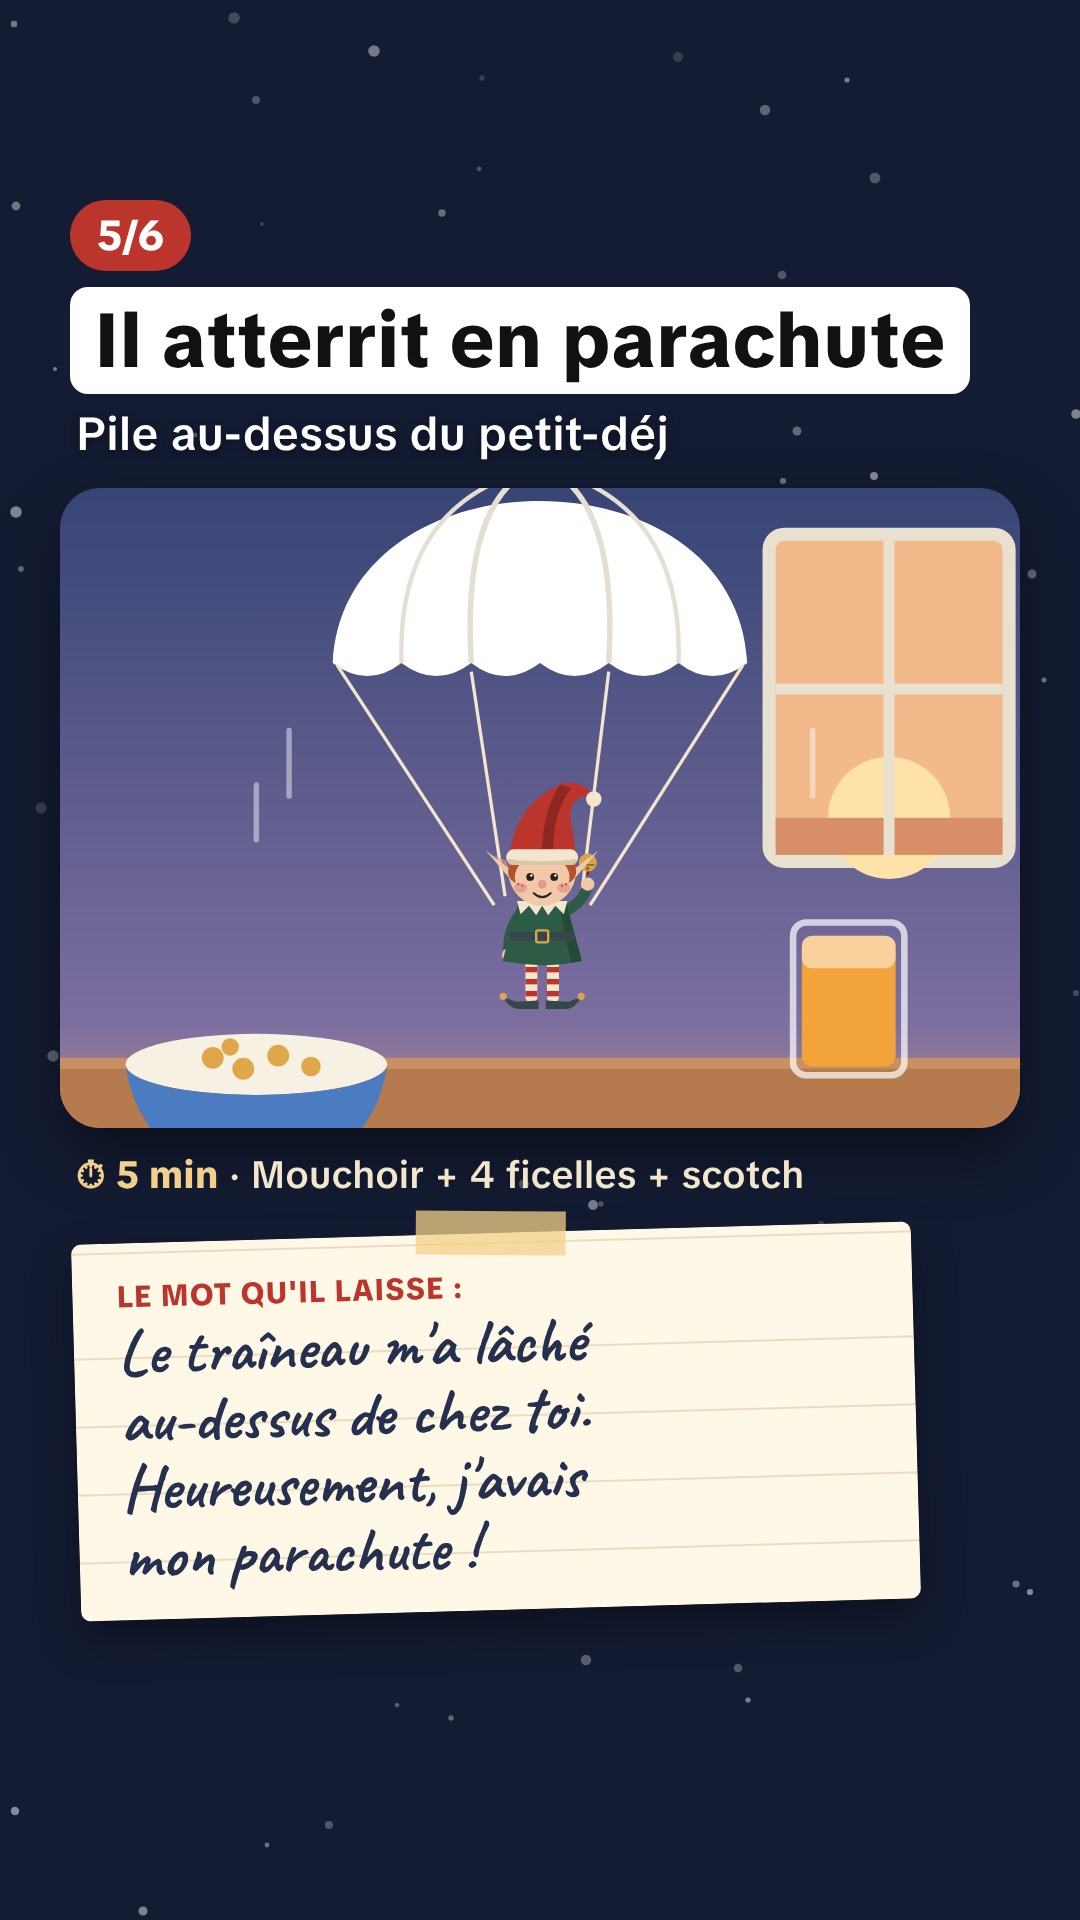 5/6
Il atterrit en parachute
Pile au-dessus du petit-déj
⏱ 5 min · Mouchoir + 4 ficelles + scotch
LE MOT QU'IL LAISSE :
Le traîneau m'a lâché
au-dessus de chez toi.
Heureusement, j'avais
mon parachute !